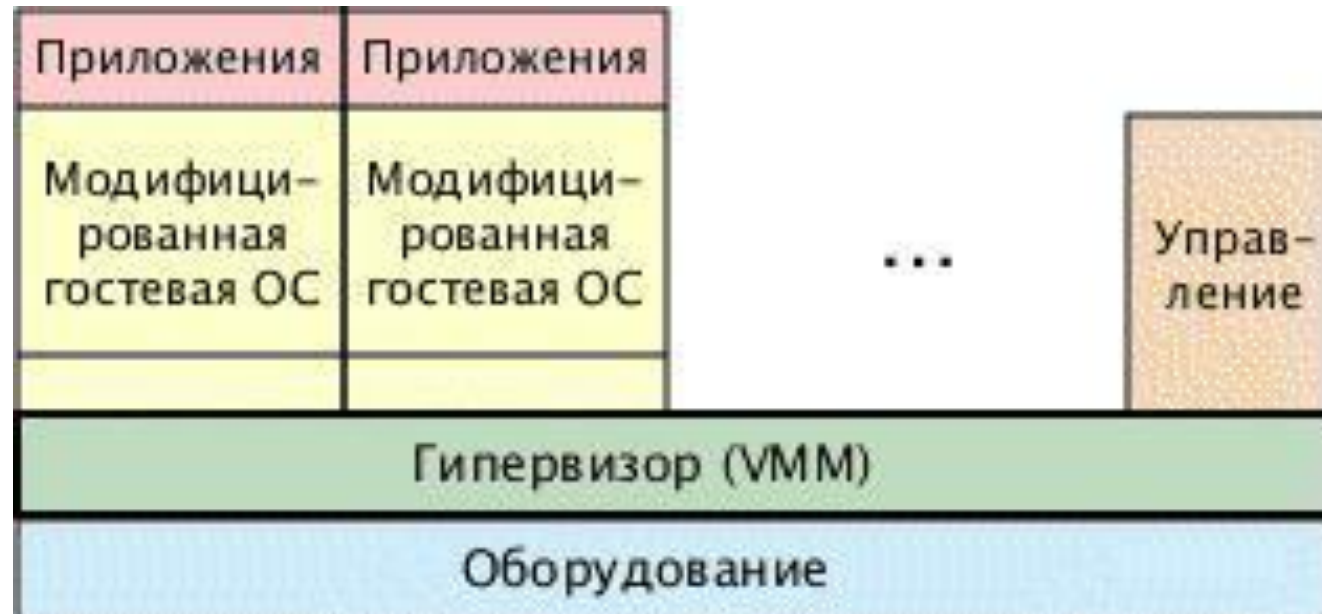 Приложения
Приложения
Модифици-
рованная
гостевая ОС
Модифици-
рованная
гостевая ОС
...
Управ-
ление
Гипервизор (VMM)
Оборудование